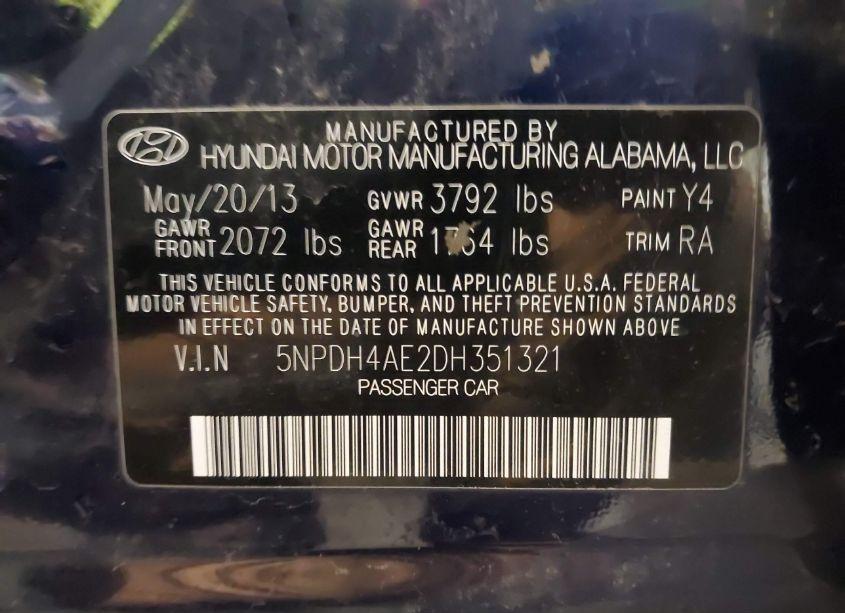 MANUFACTURED BY
HYUNDAI MOTOR MANUFACTURING ALABAMA, LLC
May/20/13 GVWR 3792 lbs PAINT Y4
GAWR FRONT 2072 lbs GAWR REAR 1764 lbs TRIM RA
THIS VEHICLE CONFORMS TO ALL APPLICABLE U.S.A. FEDERAL
MOTOR VEHICLE SAFETY, BUMPER, AND THEFT PREVENTION STANDARDS
IN EFFECT ON THE DATE OF MANUFACTURE SHOWN ABOVE
V.I.N 5NPDH4AE2DH351321
PASSENGER CAR